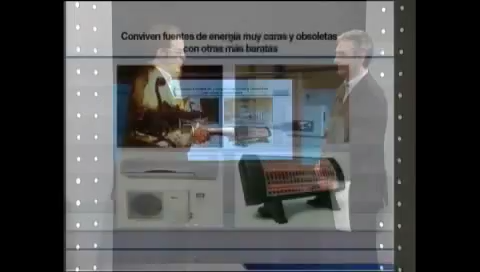 Conviven fuentes de energía muy caras y obsoletas
con otras más baratas